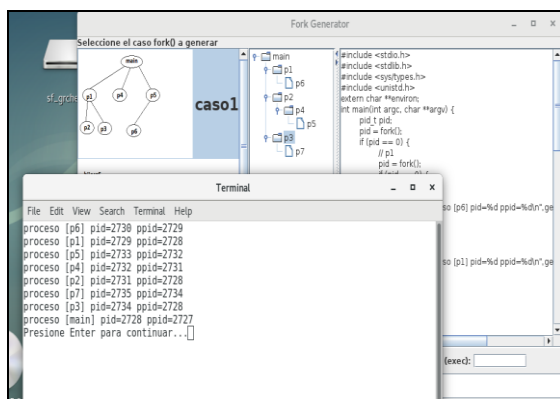 Fork Generator
Seleccione el caso fork() a generar
sf_grche
main
p1
p4
p5
p2
p3
p6
caso1
main
p1
p6
p2
p4
p5
p3
p7
#include <stdio.h>
#include <stdlib.h>
#include <sys/types.h>
#include <unistd.h>
extern char **environ;
int main(int argc, char **argv) {
pid_t pid;
pid = fork();
if (pid == 0) {
// p1
pid = fork();
so [p6] pid=%d ppid=%d\n",ge
so [p1] pid=%d ppid=%d\n",ge
(exec):
Terminal
File Edit View Search Terminal Help
proceso [p6] pid=2730 ppid=2729
proceso [p1] pid=2729 ppid=2728
proceso [p5] pid=2733 ppid=2732
proceso [p4] pid=2732 ppid=2731
proceso [p2] pid=2731 ppid=2728
proceso [p7] pid=2735 ppid=2734
proceso [p3] pid=2734 ppid=2728
proceso [main] pid=2728 ppid=2727
Presione Enter para continuar...